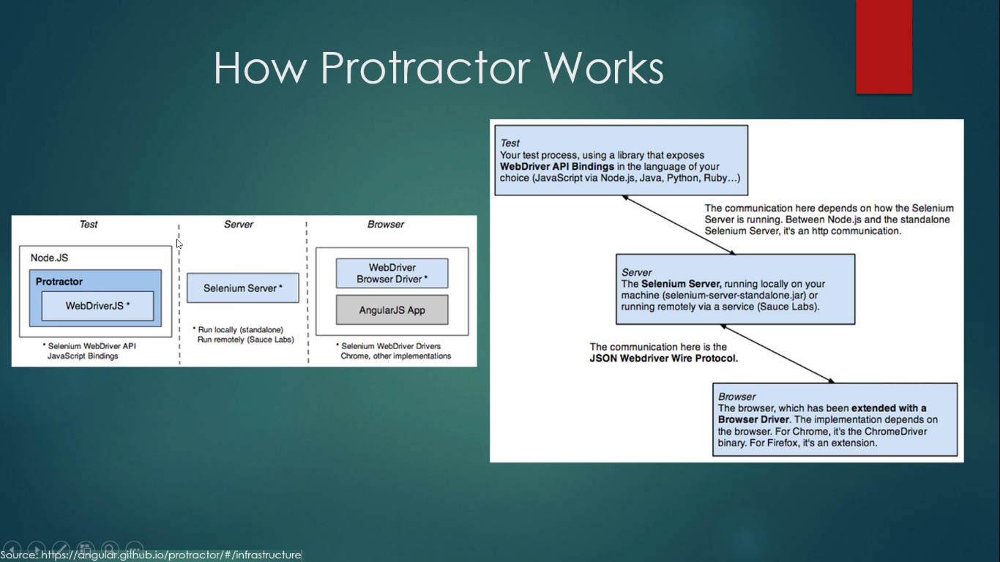 How Protractor Works
Test
Server
Browser
Node.JS
Protractor
WebDriverJS *
* Selenium WebDriver API
JavaScript Bindings
Selenium Server *
* Run locally (standalone)
Run remotely (Sauce Labs)
WebDriver
Browser Driver *
AngularJS App
* Selenium WebDriver Drivers
Chrome, other implementations
Test
Your test process, using a library that exposes
WebDriver API Bindings in the language of your
choice (JavaScript via Node.js, Java, Python, Ruby…)
The communication here depends on how the Selenium
Server is running. Between Node.js and the standalone
Selenium Server, it's an http communication.
Server
The Selenium Server, running locally on your
machine (selenium-server-standalone.jar) or
running remotely via a service (Sauce Labs).
The communication here is the
JSON Webdriver Wire Protocol.
Browser
The browser, which has been extended with a
Browser Driver. The implementation depends on
the browser. For Chrome, it's the ChromeDriver
binary. For Firefox, it's an extension.
Source: https://angular.github.io/protractor/#/infrastructure